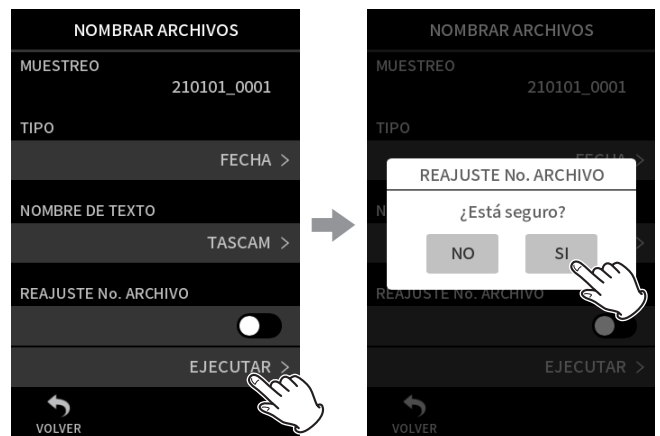 NOMBRAR ARCHIVOS
MUESTREO
210101_0001
TIPO
FECHA >
NOMBRE DE TEXTO
TASCAM >
REAJUSTE No. ARCHIVO
EJECUTAR >
VOLVER
NOMBRAR ARCHIVOS
MUESTREO
210101_0001
TIPO
REAJUSTE No. ARCHIVO
¿Está seguro?
NO
SI
REAJUSTE No. ARCHIVO
EJECUTAR >
VOLVER